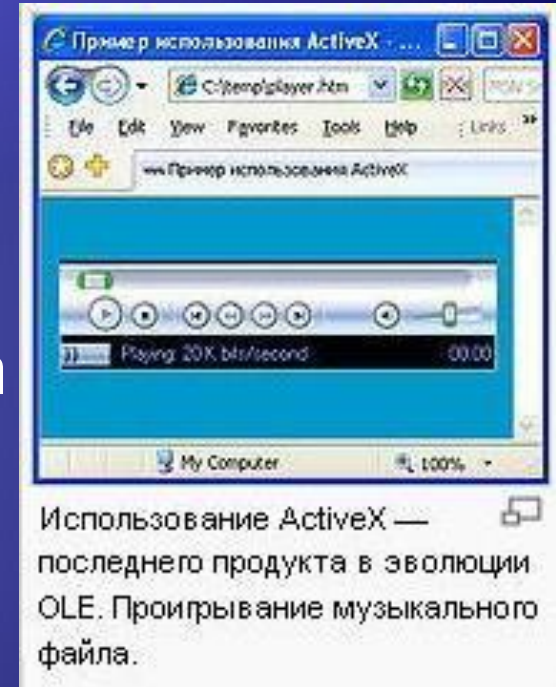 Пример использования ActiveX - ...
C:\temp\player.htm
File Edit View Favorites Tools Help Links »
Пример использования ActiveX
Playing: 20 K bits/second 00:00
My Computer 100%
Использование ActiveX —
последнего продукта в эволюции
OLE. Проигрывание музыкального
файла.